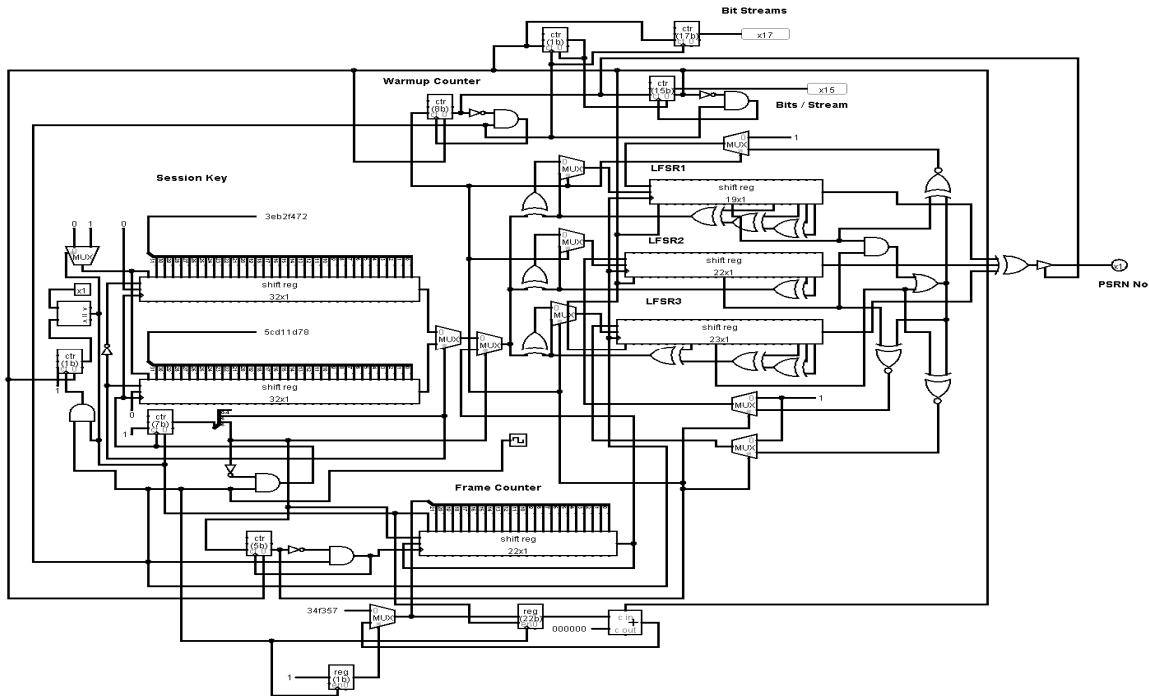 Bit Streams
ctr
(1b)
ctr
(17b)
x17
Warmup Counter
ctr
(8b)
ctr
(15b)
x15
Bits / Stream
1
MUX
MUX
LFSR1
shift reg
19x1
Session Key
3eb2f472
0 1 0
MUX
MUX
LFSR2
shift reg
22x1
x1
PSRN No
shift reg
32x1
x1
LFSR3
MUX
shift reg
23x1
5cd11d78
MUX
MUX
ctr
(1b)
1
shift reg
32x1
0
MUX
1
ctr
(7b)
1
MUX
Frame Counter
shift reg
22x1
ctr
(5b)
34f357
MUX
reg
(22b)
000000
c in
+
c out
1
reg
(1b)